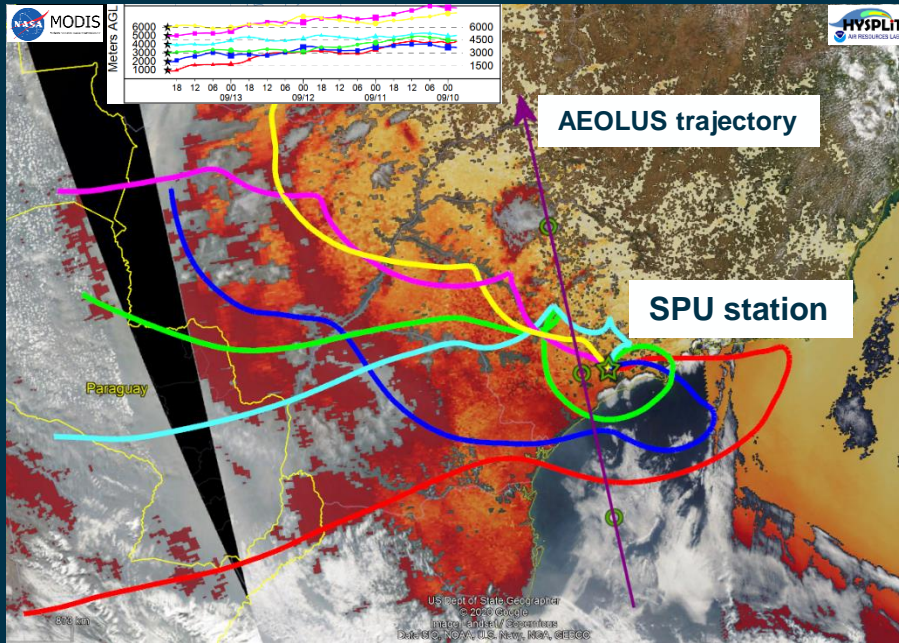 NASA
MODIS
HYSPLIT
AIR RESOURCES LAB
Meters AGL
6000
5000
4000
3000
2000
1000
6000
4500
3000
1500
18 12 06 00 18 12 06 00 18 12 06 00 18 12 06 00
09/13 09/12 09/11 09/10
AEOLUS trajectory
SPU station
Paraguay
US Dept of State Geographer
© 2020 Google
Image Landsat / Copernicus
Data SIO, NOAA, U.S. Navy, NGA, GEBCO